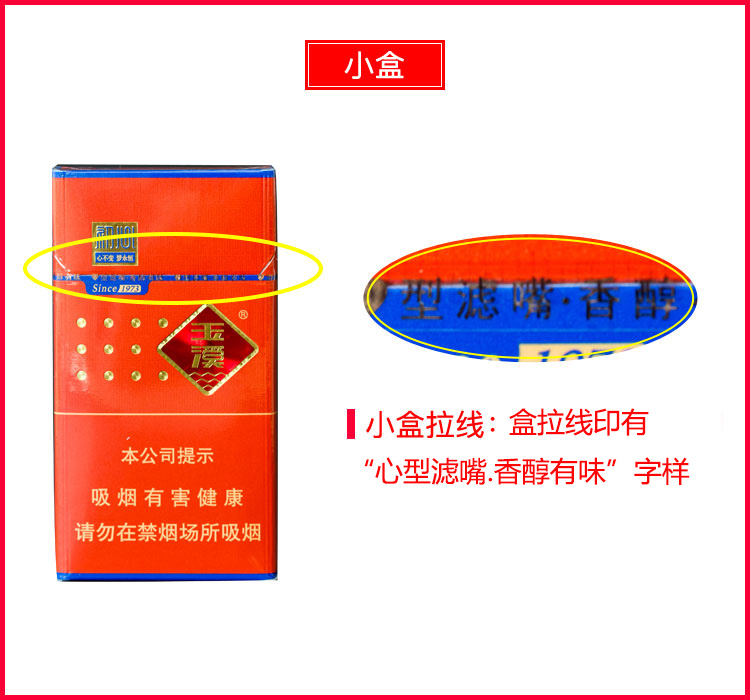 小盒
心不变 梦永恒
Since 1973
玉溪®
本公司提示
吸烟有害健康
请勿在禁烟场所吸烟
型滤嘴·香醇
小盒拉线：盒拉线印有
“心型滤嘴.香醇有味”字样